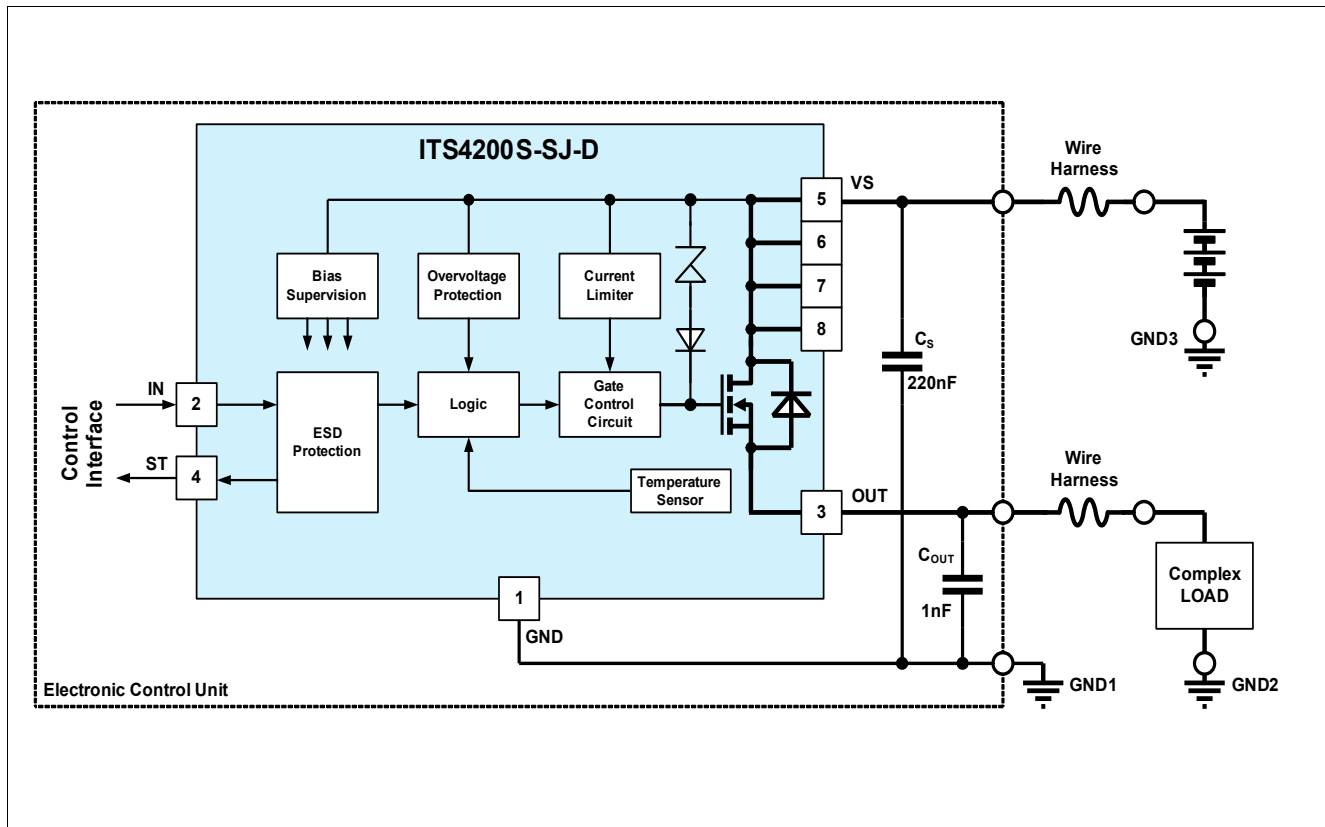 ITS4200S-SJ-D
VS
5
6
7
8
Wire
Harness
Bias
Supervision
Overvoltage
Protection
Current
Limiter
GND3
CS
220nF
IN
2
ESD
Protection
Logic
Gate
Control
Circuit
Control
Interface
ST
4
Temperature
Sensor
OUT
3
Wire
Harness
COUT
1nF
Complex
LOAD
1
GND
GND1
GND2
Electronic Control Unit